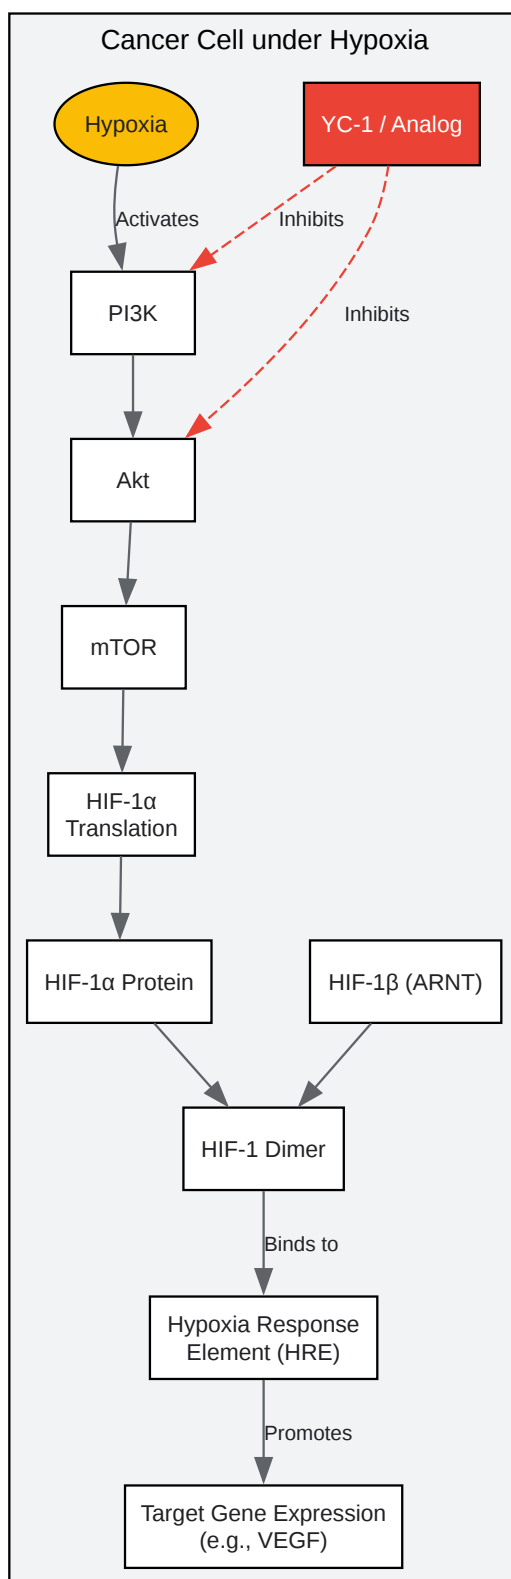 Cancer Cell under Hypoxia
Hypoxia
YC-1 / Analog
Activates
Inhibits
PI3K
Inhibits
Akt
mTOR
HIF-1α
Translation
HIF-1α Protein
HIF-1β (ARNT)
HIF-1 Dimer
Binds to
Hypoxia Response
Element (HRE)
Promotes
Target Gene Expression
(e.g., VEGF)